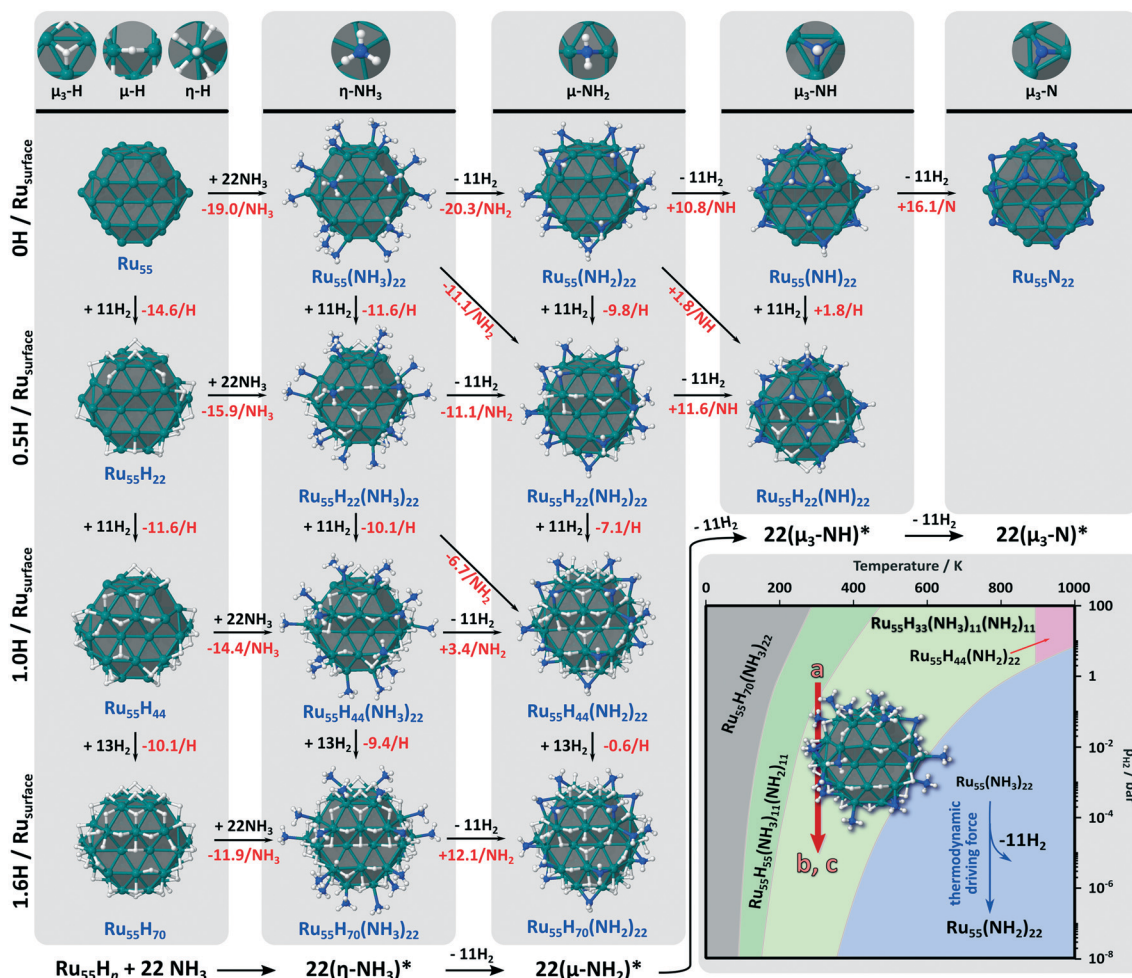 μ₃-H μ-H η-H η-NH₃ μ-NH₂ μ₃-NH μ₃-N
0H / Ru_surface
+ 22NH₃ - 11H₂ - 11H₂ - 11H₂
-19.0/NH₃ -20.3/NH₂ +10.8/NH +16.1/N
Ru₅₅ Ru₅₅(NH₃)₂₂ Ru₅₅(NH₂)₂₂ Ru₅₅(NH)₂₂ Ru₅₅N₂₂
+ 11H₂ -14.6/H + 11H₂ -11.6/H -11.1/NH₂ + 11H₂ -9.8/H +1.8/NH + 11H₂ +1.8/H
0.5H / Ru_surface
+ 22NH₃ - 11H₂ - 11H₂
-15.9/NH₃ -11.1/NH₂ +11.6/NH
Ru₅₅H₂₂ Ru₅₅H₂₂(NH₃)₂₂ Ru₅₅H₂₂(NH₂)₂₂ Ru₅₅H₂₂(NH)₂₂
+ 11H₂ -11.6/H + 11H₂ -10.1/H -6.7/NH₂ + 11H₂ -7.1/H
- 11H₂ 22(μ₃-NH)* - 11H₂ 22(μ₃-N)*
1.0H / Ru_surface
+ 22NH₃ - 11H₂
-14.4/NH₃ +3.4/NH₂
Ru₅₅H₄₄ Ru₅₅H₄₄(NH₃)₂₂ Ru₅₅H₄₄(NH₂)₂₂
+ 13H₂ -10.1/H + 13H₂ -9.4/H + 13H₂ -0.6/H
1.6H / Ru_surface
+ 22NH₃ - 11H₂
-11.9/NH₃ +12.1/NH₂
Ru₅₅H₇₀ Ru₅₅H₇₀(NH₃)₂₂ Ru₅₅H₇₀(NH₂)₂₂
Ru₅₅Hₙ + 22 NH₃ 22(η-NH₃)* - 11H₂ 22(μ-NH₂)*
Temperature / K
0 200 400 600 800 1000
100
1
10⁻²
10⁻⁴
10⁻⁶
10⁻⁸
p_H2 / bar
Ru₅₅H₇₀(NH₃)₂₂
Ru₅₅H₅₅(NH₃)₁₁(NH₂)₁₁
Ru₅₅H₃₃(NH₃)₁₁(NH₂)₁₁
Ru₅₅H₄₄(NH₂)₂₂
a
b, c
Ru₅₅(NH₃)₂₂
thermodynamic
driving force
-11H₂
Ru₅₅(NH₂)₂₂